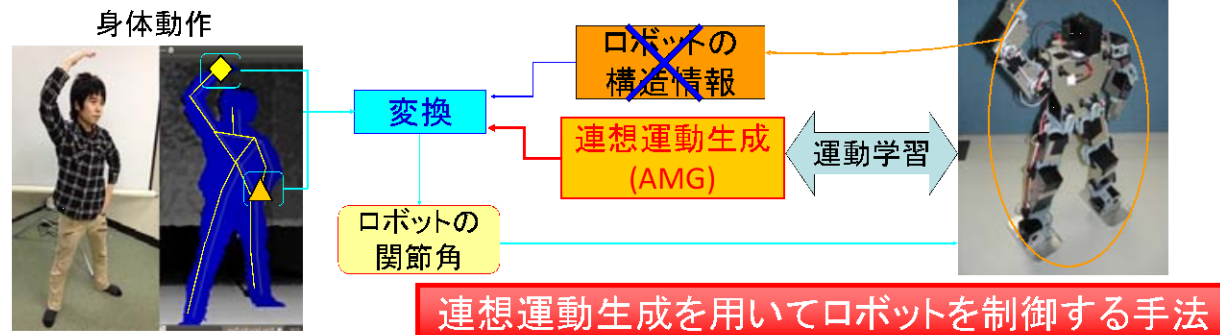 身体動作
ロボットの
構造情報
変換
連想運動生成
(AMG)
運動学習
ロボットの
関節角
連想運動生成を用いてロボットを制御する手法